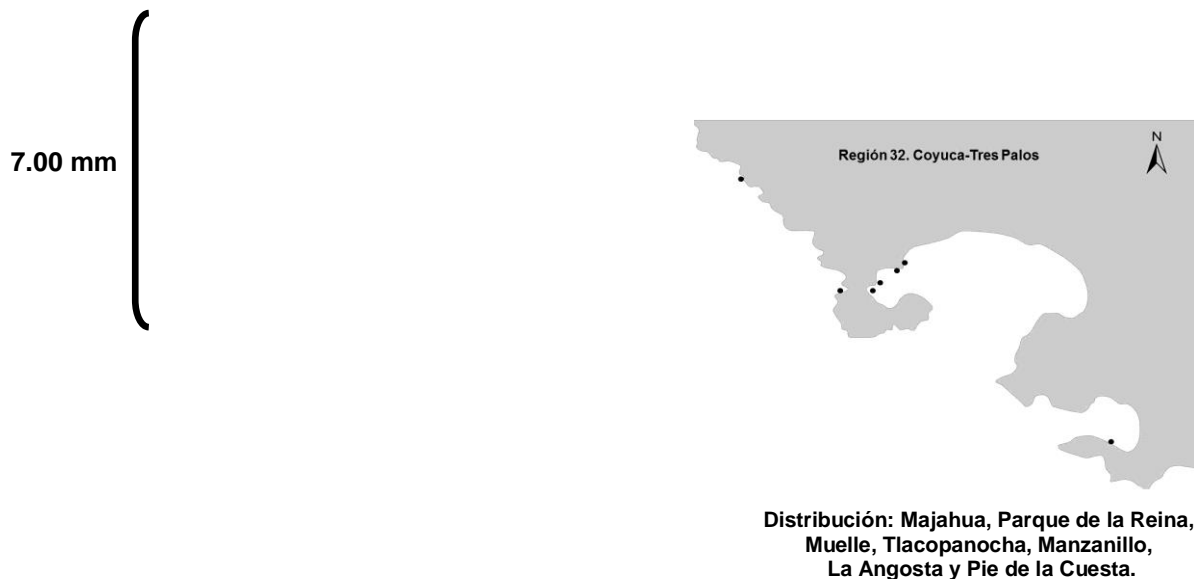 7.00 mm
Región 32. Coyuca-Tres Palos
N
Distribución: Majahua, Parque de la Reina,
Muelle, Tlacopanocha, Manzanillo,
La Angosta y Pie de la Cuesta.